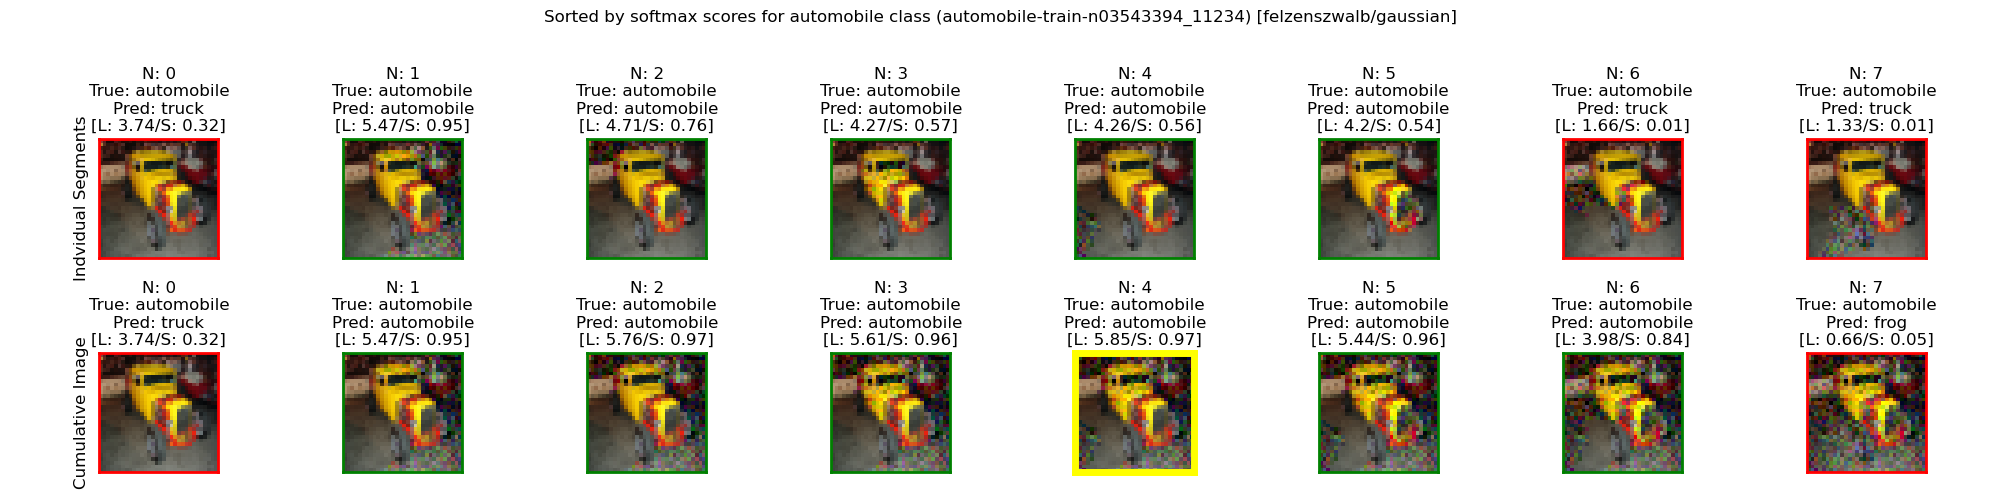 Sorted by softmax scores for automobile class (automobile-train-n03543394_11234) [felzenszwalb/gaussian]
Indvidual Segments
N: 0
True: automobile
Pred: truck
[L: 3.74/S: 0.32]
N: 1
True: automobile
Pred: automobile
[L: 5.47/S: 0.95]
N: 2
True: automobile
Pred: automobile
[L: 4.71/S: 0.76]
N: 3
True: automobile
Pred: automobile
[L: 4.27/S: 0.57]
N: 4
True: automobile
Pred: automobile
[L: 4.26/S: 0.56]
N: 5
True: automobile
Pred: automobile
[L: 4.2/S: 0.54]
N: 6
True: automobile
Pred: truck
[L: 1.66/S: 0.01]
N: 7
True: automobile
Pred: truck
[L: 1.33/S: 0.01]
Cumulative Image
N: 0
True: automobile
Pred: truck
[L: 3.74/S: 0.32]
N: 1
True: automobile
Pred: automobile
[L: 5.47/S: 0.95]
N: 2
True: automobile
Pred: automobile
[L: 5.76/S: 0.97]
N: 3
True: automobile
Pred: automobile
[L: 5.61/S: 0.96]
N: 4
True: automobile
Pred: automobile
[L: 5.85/S: 0.97]
N: 5
True: automobile
Pred: automobile
[L: 5.44/S: 0.96]
N: 6
True: automobile
Pred: automobile
[L: 3.98/S: 0.84]
N: 7
True: automobile
Pred: frog
[L: 0.66/S: 0.05]